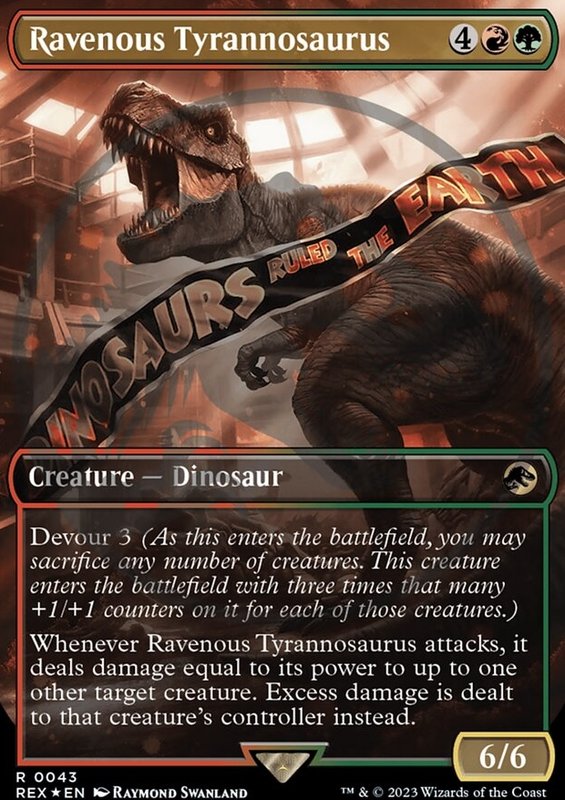 Ravenous Tyrannosaurus 4
DINOSAURS RULED THE EARTH
Creature — Dinosaur
Devour 3 (As this enters the battlefield, you may
sacrifice any number of creatures. This creature
enters the battlefield with three times that many
+1/+1 counters on it for each of those creatures.)
Whenever Ravenous Tyrannosaurus attacks, it
deals damage equal to its power to up to one
other target creature. Excess damage is dealt
to that creature's controller instead.
6/6
R 0043
REX★EN Raymond Swanland ™ & © 2023 Wizards of the Coast